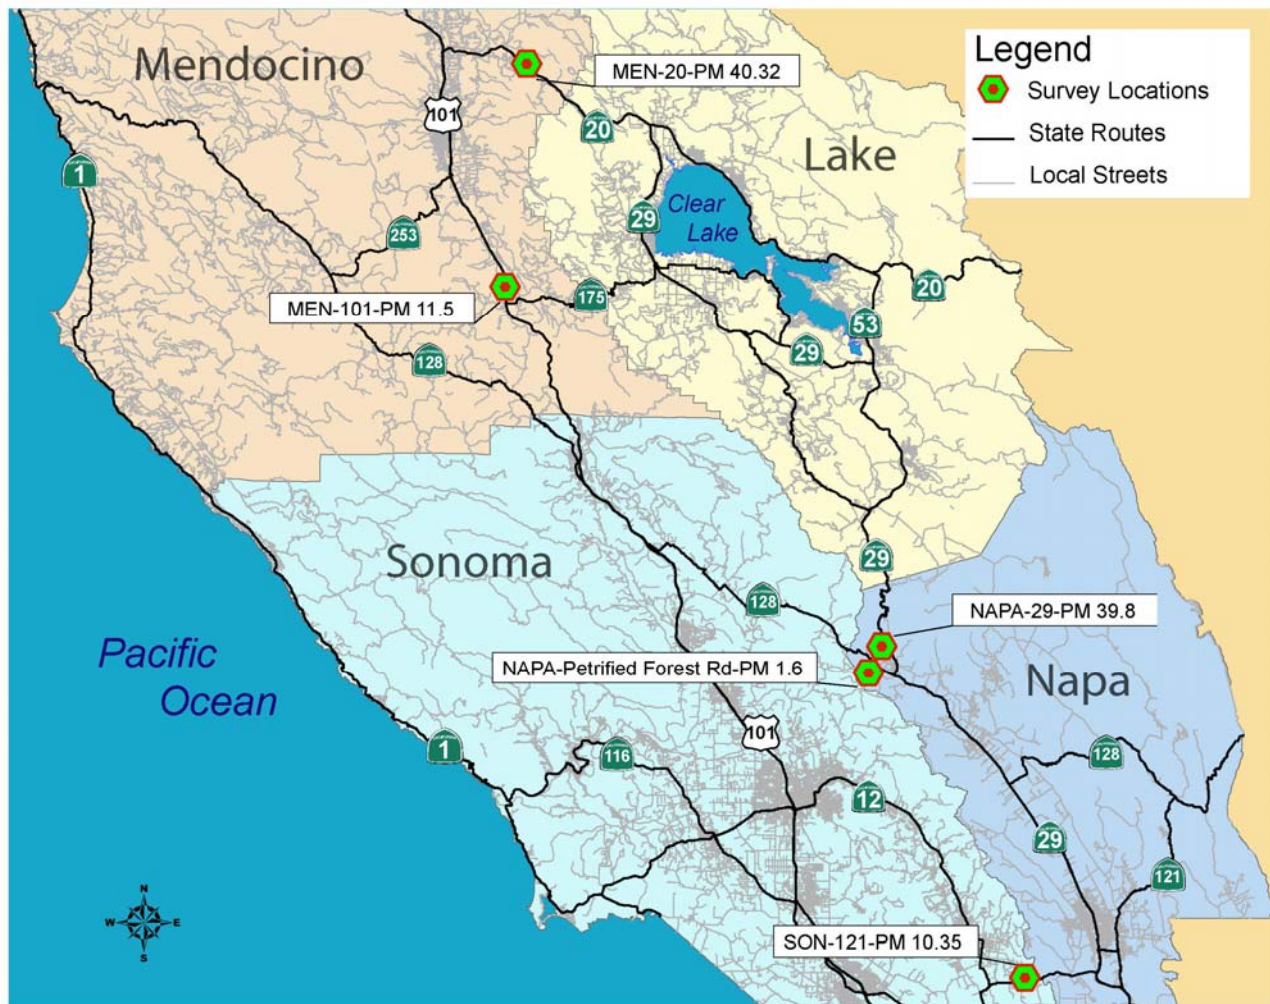 Mendocino
MEN-20-PM 40.32
Legend
Survey Locations
State Routes
Local Streets
101
20
Lake
1
Clear
Lake
29
253
20
175
MEN-101-PM 11.5
53
29
128
Sonoma
29
128
NAPA-29-PM 39.8
Pacific
Ocean
NAPA-Petrified Forest Rd-PM 1.6
Napa
101
1
116
128
12
29
121
N
W
E
S
SON-121-PM 10.35